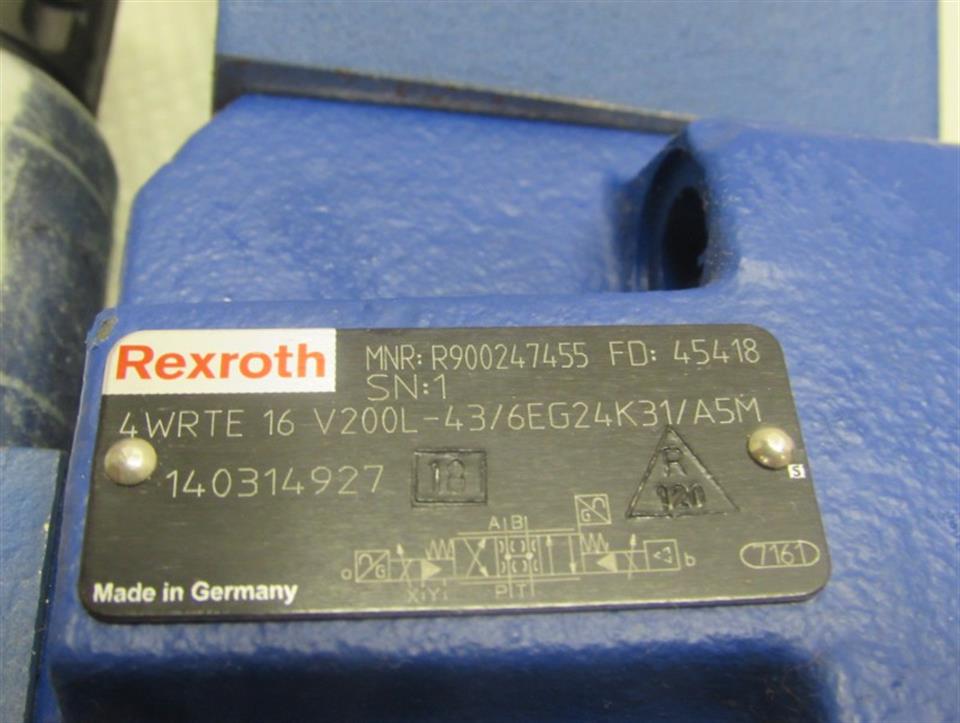 Rexroth
MNR: R900247455 FD: 45418
SN:1
4WRTE 16 V200L-43/6EG24K31/A5M
140314927 18 R
920
S
A B
G
a G b
X Y P T
7161
Made in Germany